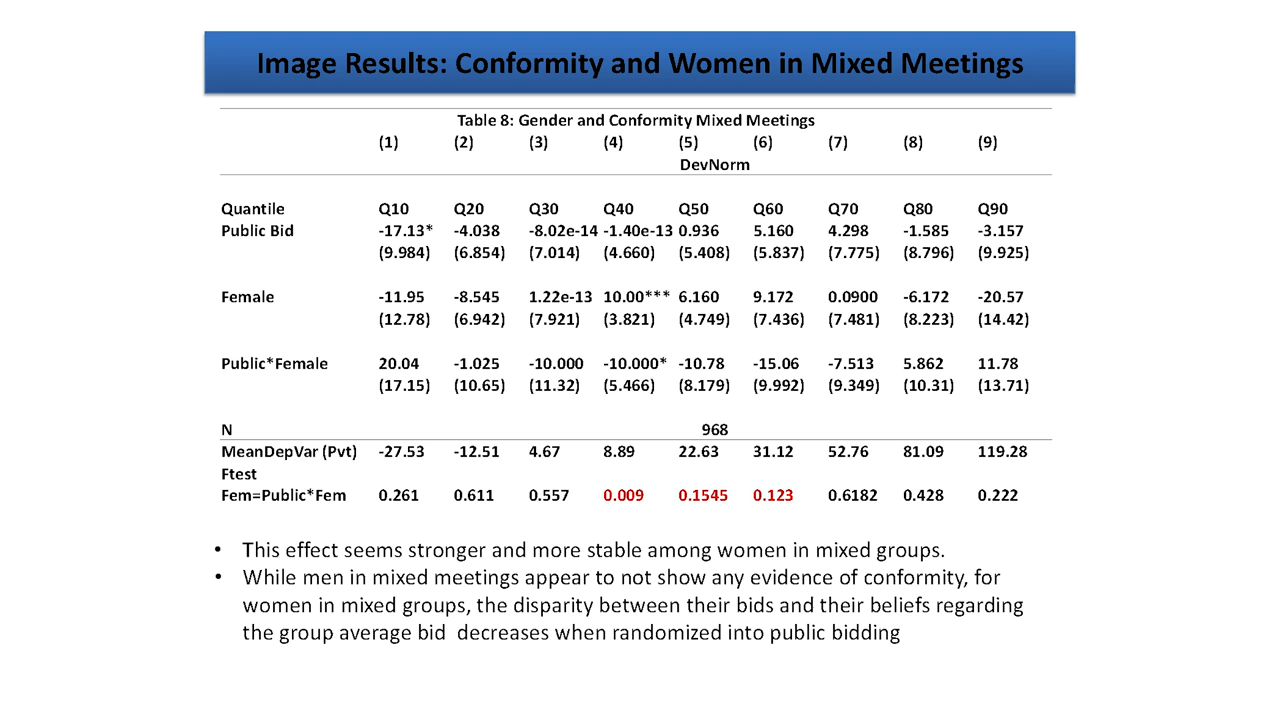 Image Results: Conformity and Women in Mixed Meetings
Table 8: Gender and Conformity Mixed Meetings
(1) (2) (3) (4) (5) (6) (7) (8) (9)
DevNorm
Quantile Q10 Q20 Q30 Q40 Q50 Q60 Q70 Q80 Q90
Public Bid -17.13* -4.038 -8.02e-14 -1.40e-13 0.936 5.160 4.298 -1.585 -3.157
(9.984) (6.854) (7.014) (4.660) (5.408) (5.837) (7.775) (8.796) (9.925)
Female -11.95 -8.545 1.22e-13 10.00*** 6.160 9.172 0.0900 -6.172 -20.57
(12.78) (6.942) (7.921) (3.821) (4.749) (7.436) (7.481) (8.223) (14.42)
Public*Female 20.04 -1.025 -10.000 -10.000* -10.78 -15.06 -7.513 5.862 11.78
(17.15) (10.65) (11.32) (5.466) (8.179) (9.992) (9.349) (10.31) (13.71)
N 968
MeanDepVar (Pvt) -27.53 -12.51 4.67 8.89 22.63 31.12 52.76 81.09 119.28
Ftest
Fem=Public*Fem 0.261 0.611 0.557 0.009 0.1545 0.123 0.6182 0.428 0.222
• This effect seems stronger and more stable among women in mixed groups.
• While men in mixed meetings appear to not show any evidence of conformity, for
women in mixed groups, the disparity between their bids and their beliefs regarding
the group average bid decreases when randomized into public bidding